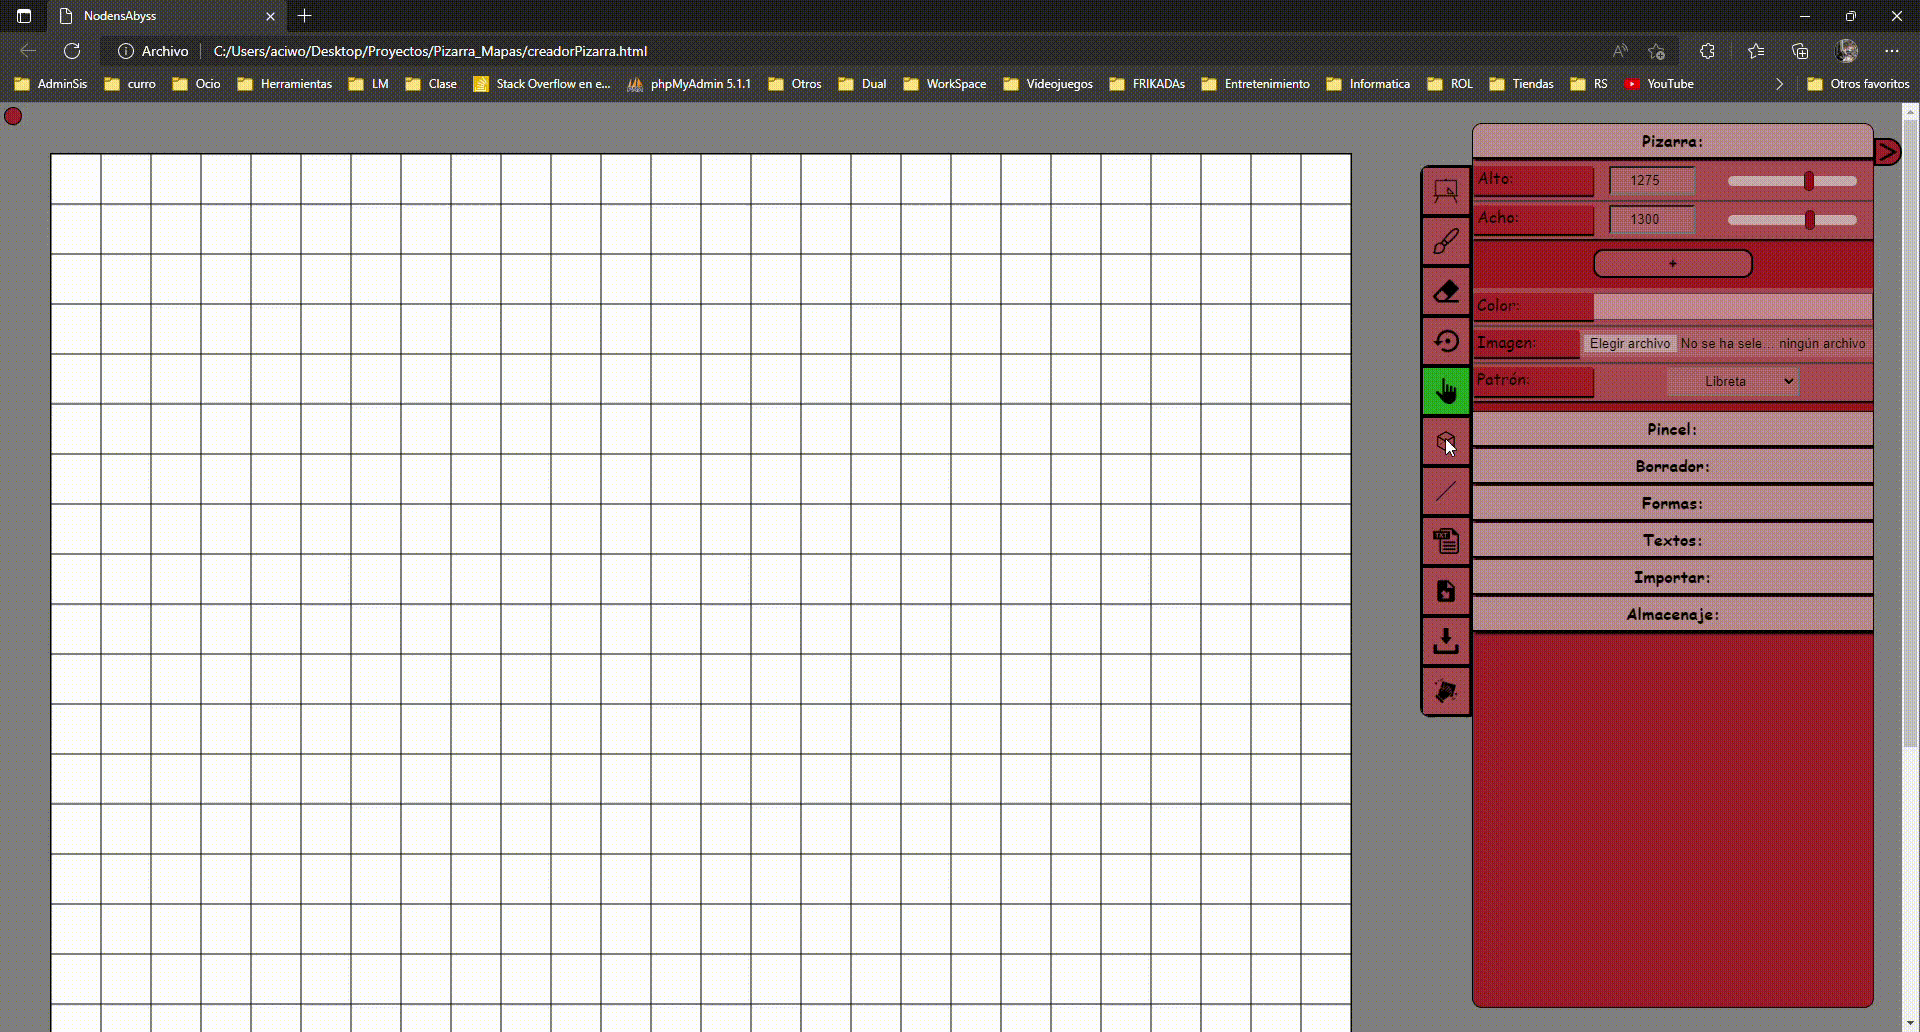 NodensAbyss
Archivo C:/Users/aciwo/Desktop/Proyectos/Pizarra_Mapas/creadorPizarra.html
AdminSis curro Ocio Herramientas LM Clase Stack Overflow en e... phpMyAdmin 5.1.1 Otros Dual WorkSpace Videojuegos FRIKADAs Entretenimiento Informatica ROL Tiendas RS YouTube Otros favoritos
Pizarra:
Alto: 1275
Acho: 1300
+
Color:
Imagen: Elegir archivo No se ha sele... ningún archivo
Patrón: Libreta
Pincel:
Borrador:
Formas:
TXT
Textos:
Importar:
Almacenaje: